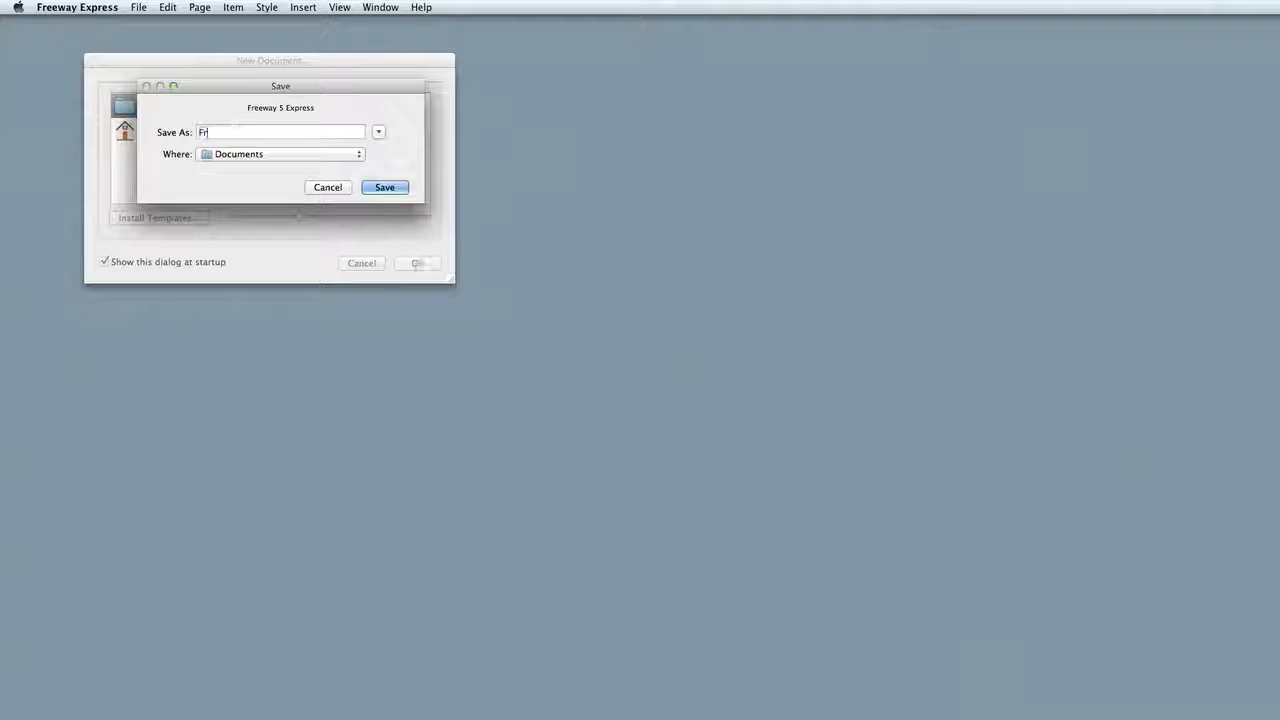 Freeway Express File Edit Page Item Style Insert View Window Help
New Document...
Save
Freeway 5 Express
Save As: Fr
Where: Documents
Cancel Save
Install Templates...
Show this dialog at startup
Cancel